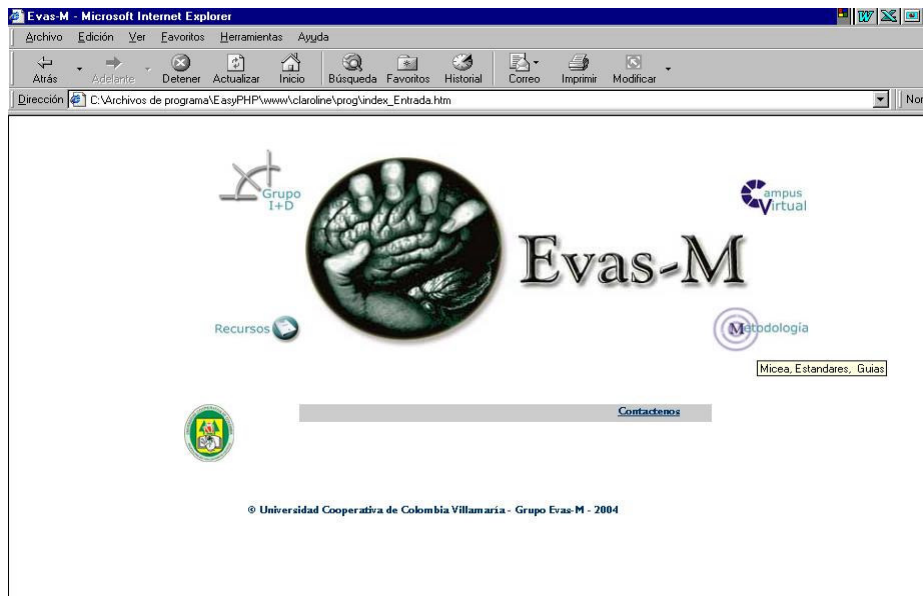 Evas-M - Microsoft Internet Explorer
Archivo Edición Ver Favoritos Herramientas Ayuda
Atrás Adelante Detener Actualizar Inicio Búsqueda Favoritos Historial Correo Imprimir Modificar
Dirección C:\Archivos de programa\EasyPHP\www\claroline\prog\index_Entrada.htm
Grupo
I+D
Campus
Virtual
Evas-M
Recursos
Metodología
Micea, Estandares, Guias
Contactenos
© Universidad Cooperativa de Colombia Villamaría - Grupo Evas-M - 2004